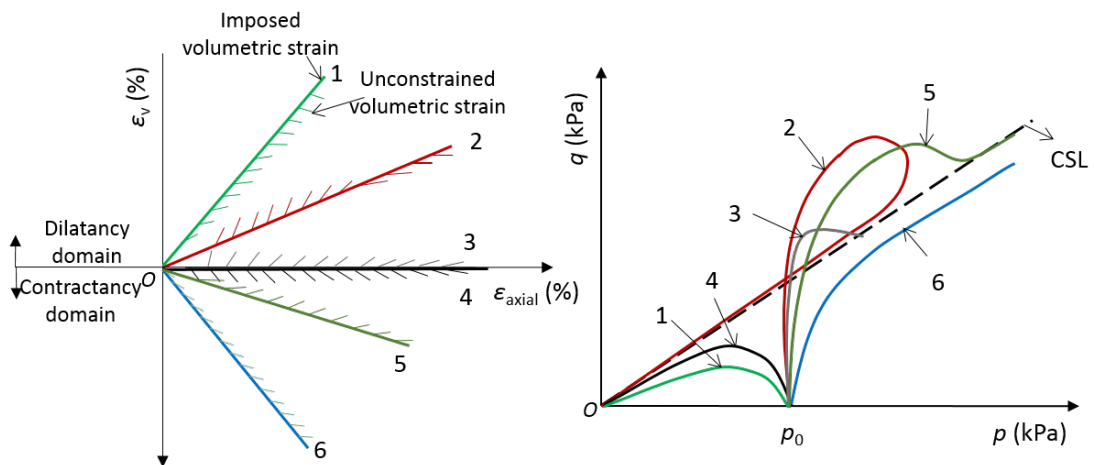 Imposed
volumetric strain
1
Unconstrained
volumetric strain
εv (%)
2
Dilatancy
domain
3
O
Contractancy
domain
4
εaxial (%)
5
6
q (kPa)
2
5
CSL
3
4
6
1
O
p0
p (kPa)